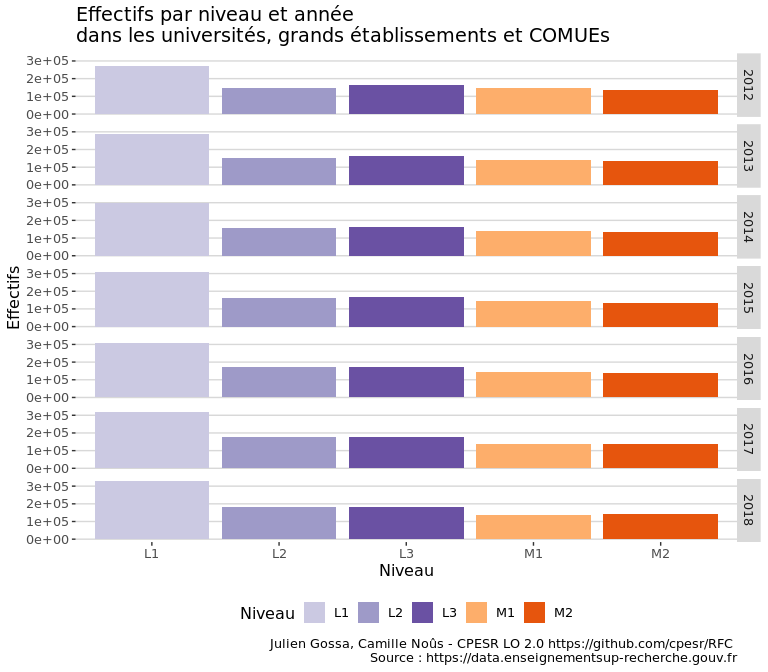 Effectifs par niveau et année
dans les universités, grands établissements et COMUEs
Effectifs
3e+05
2e+05
1e+05
0e+00
2012
3e+05
2e+05
1e+05
0e+00
2013
3e+05
2e+05
1e+05
0e+00
2014
3e+05
2e+05
1e+05
0e+00
2015
3e+05
2e+05
1e+05
0e+00
2016
3e+05
2e+05
1e+05
0e+00
2017
3e+05
2e+05
1e+05
0e+00
2018
L1 L2 L3 M1 M2
Niveau
Niveau L1 L2 L3 M1 M2
Julien Gossa, Camille Noûs - CPESR LO 2.0 https://github.com/cpesr/RFC
Source : https://data.enseignementsup-recherche.gouv.fr